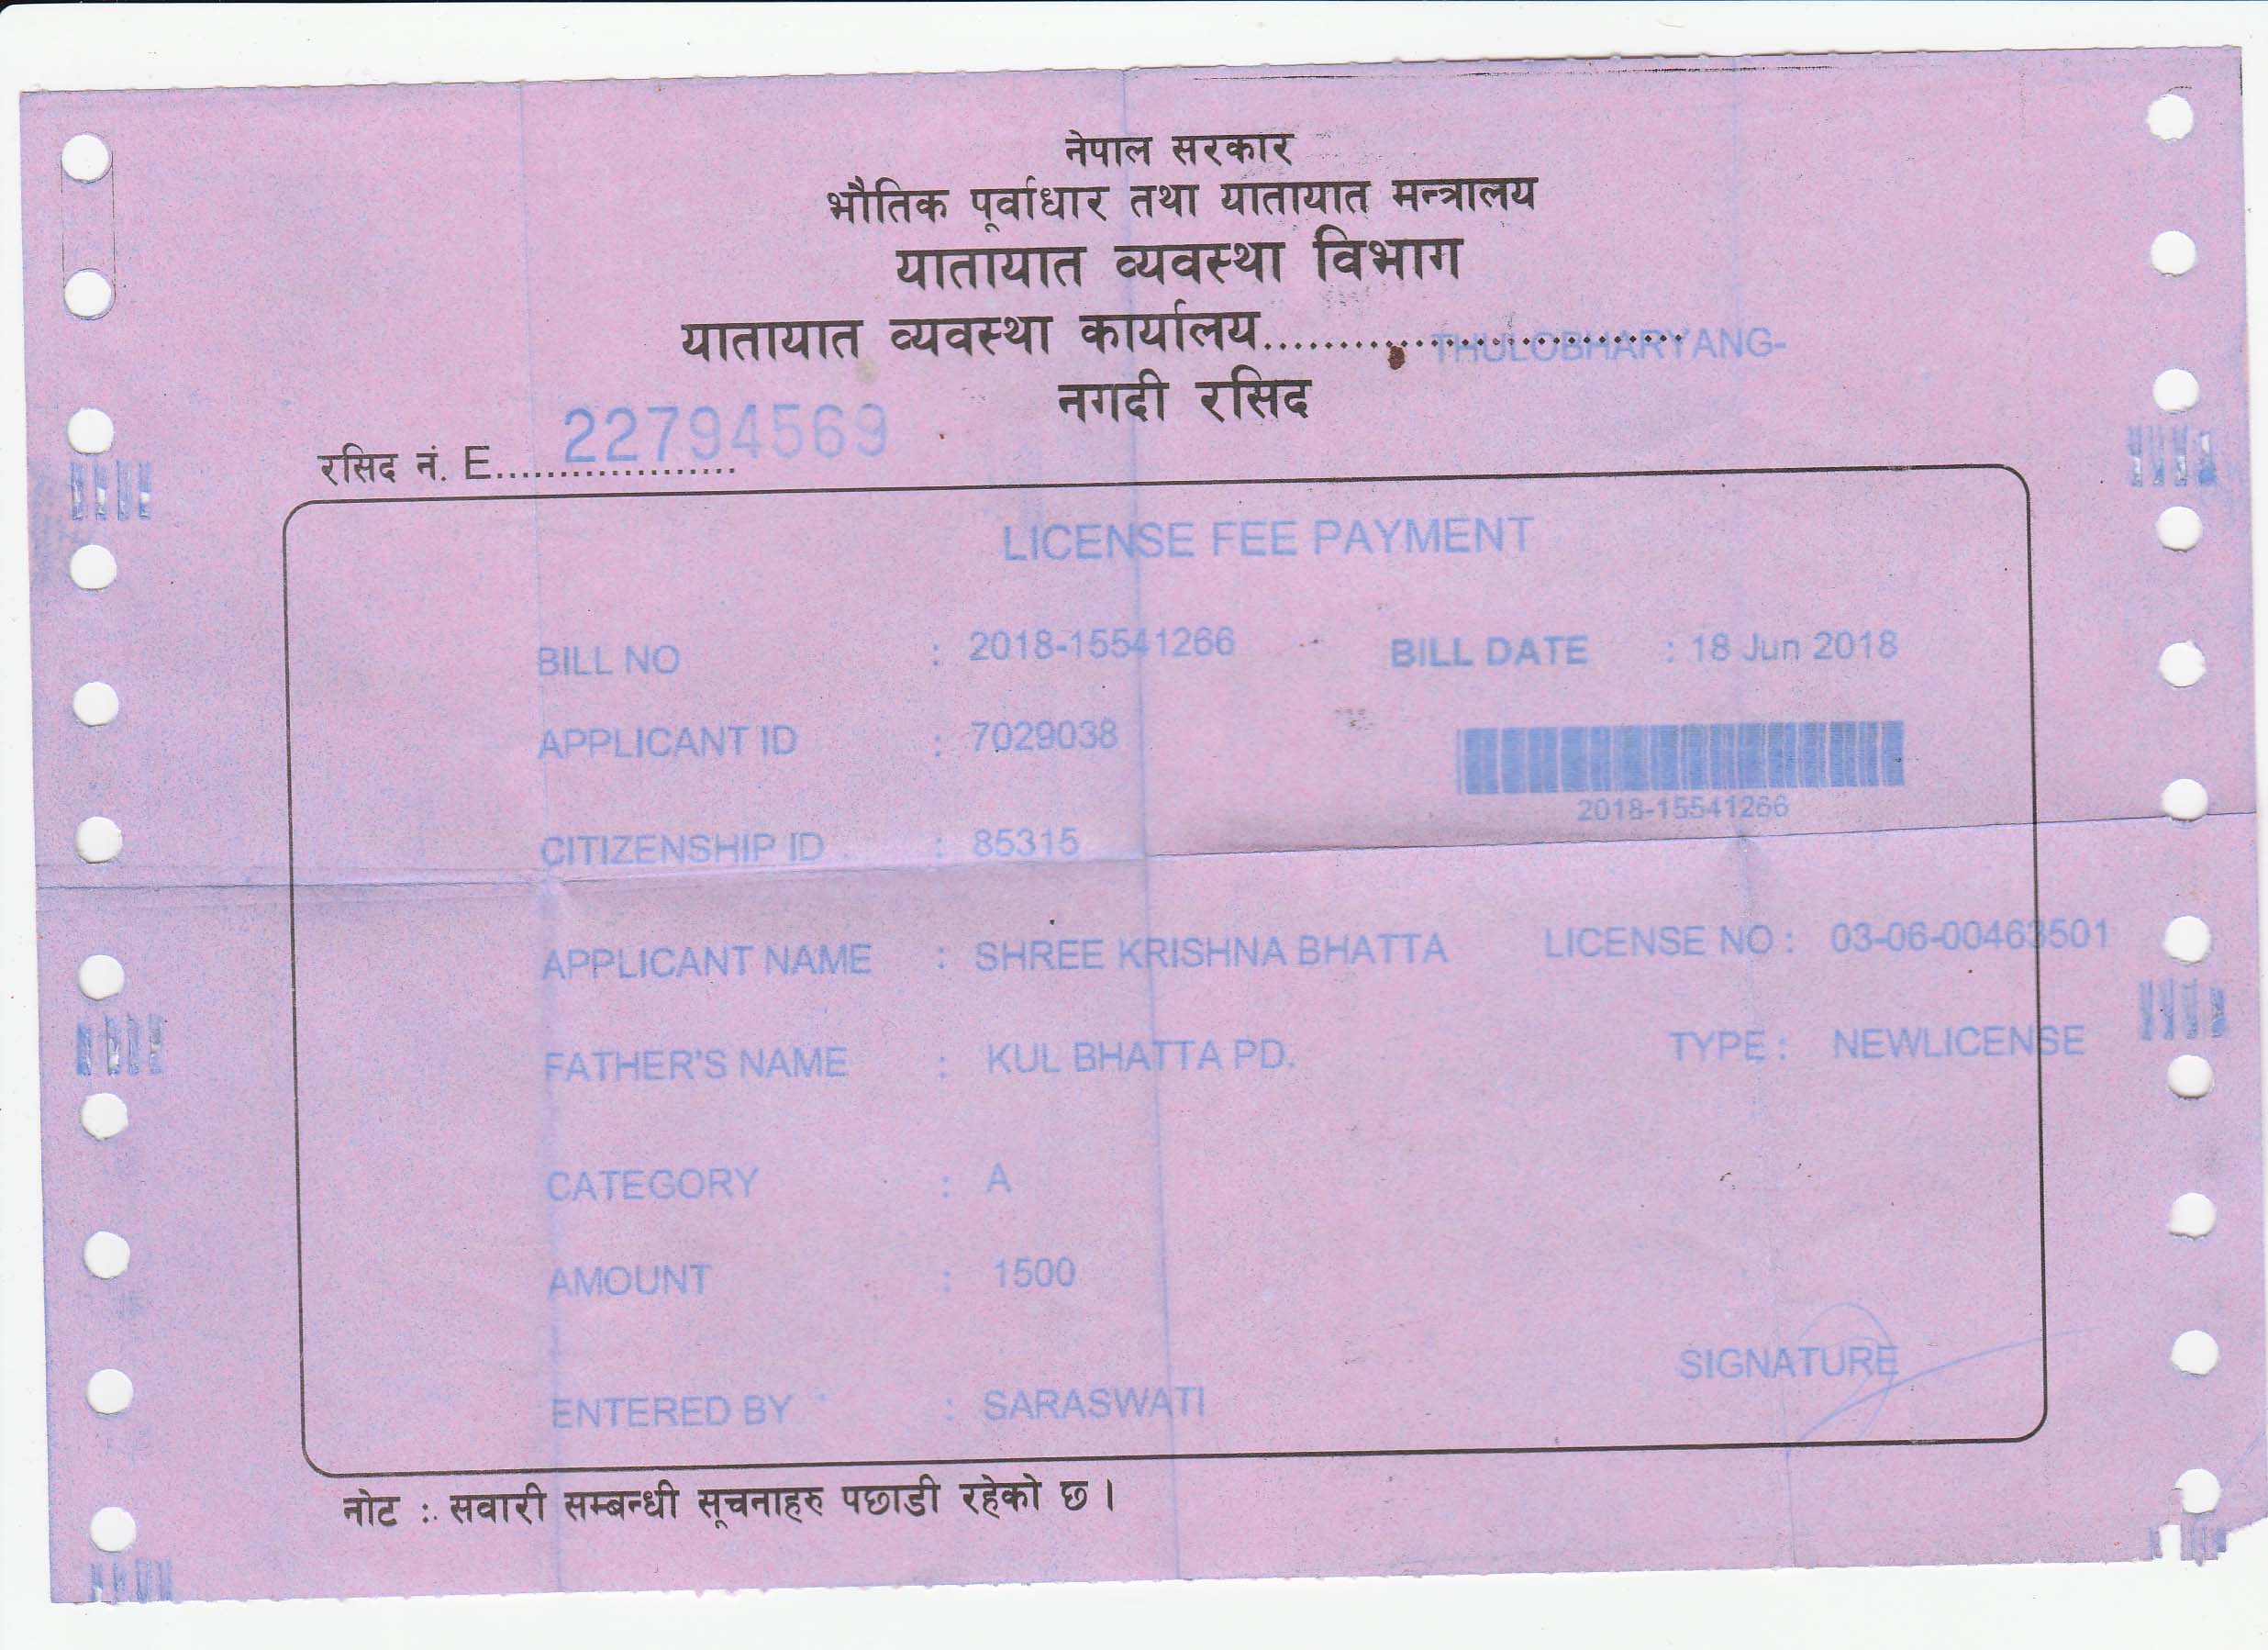 नेपाल सरकार
भौतिक पूर्वाधार तथा यातायात मन्त्रालय
यातायात व्यवस्था विभाग
यातायात व्यवस्था कार्यालय.............................. THULOBHARYANG-
नगदी रसिद
रसिद नं. E.................... 22794569
LICENSE FEE PAYMENT
BILL NO : 2018-15541266 BILL DATE : 18 Jun 2018
APPLICANT ID : 7029038
2018-15541266
CITIZENSHIP ID : 85315
APPLICANT NAME : SHREE KRISHNA BHATTA LICENSE NO : 03-06-00463501
FATHER'S NAME : KUL BHATTA PD. TYPE : NEWLICENSE
CATEGORY : A
AMOUNT : 1500
SIGNATURE
ENTERED BY : SARASWATI
नोट : सवारी सम्बन्धी सूचनाहरु पछाडी रहेको छ ।